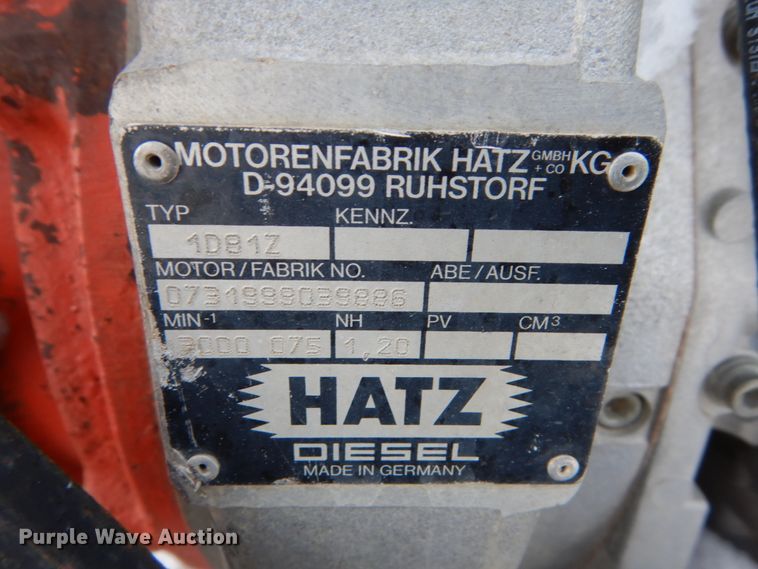 MOTORENFABRIK HATZ GMBH + CO KG
D-94099 RUHSTORF
TYP KENNZ.
1D81Z
MOTOR/FABRIK NO. ABE/AUSF.
0731999039886
MIN-1 NH PV CM3
3000 075 1,20
HATZ
DIESEL
MADE IN GERMANY
Purple Wave Auction